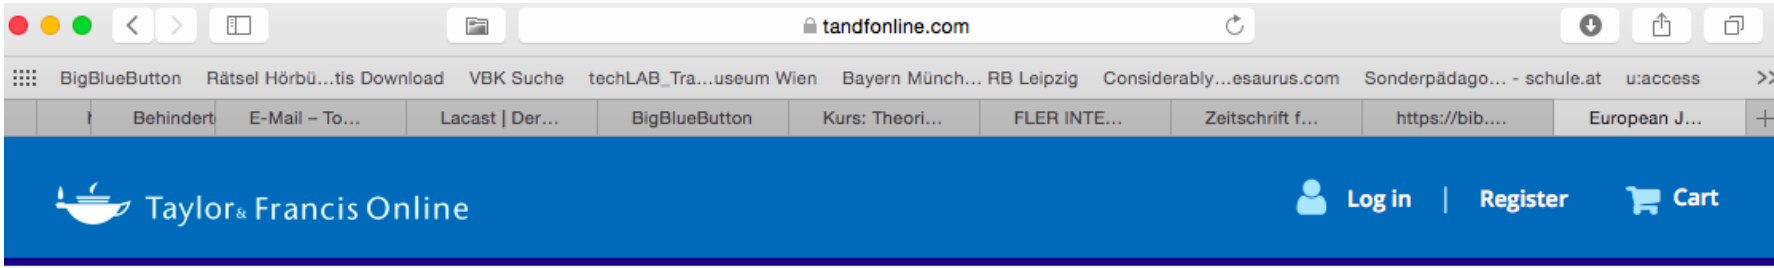 tandfonline.com
BigBlueButton Rätsel Hörbü...tis Download VBK Suche techLAB_Tra...useum Wien Bayern Münch... RB Leipzig Considerably...esaurus.com Sonderpädago... - schule.at u:access >>
Behindert E-Mail – To... Lacast | Der... BigBlueButton Kurs: Theori... FLER INTE... Zeitschrift f... https://bib.... European J... +
Taylor & Francis Online Log in | Register Cart